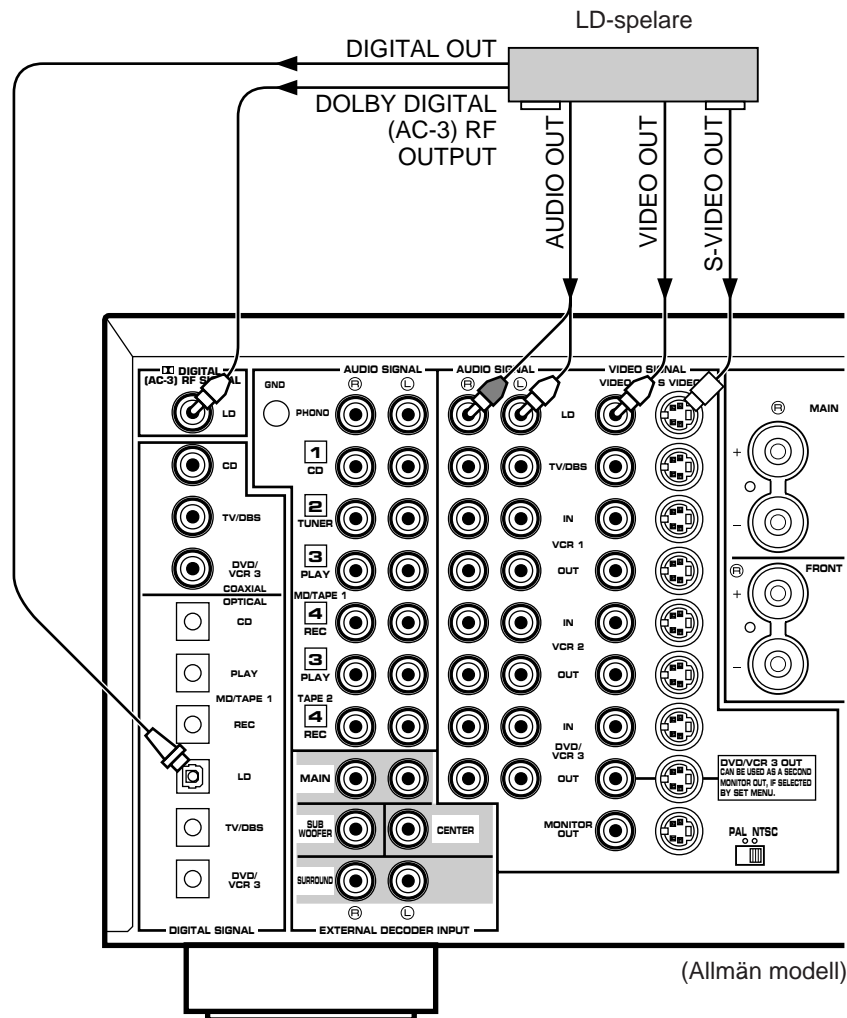 LD-spelare
DIGITAL OUT
DOLBY DIGITAL
(AC-3) RF
OUTPUT
AUDIO OUT
VIDEO OUT
S-VIDEO OUT
DIGITAL
(AC-3) RF SIGNAL
LD
CD
TV/DBS
DVD/
VCR 3
COAXIAL
OPTICAL
CD
PLAY
MD/TAPE 1
REC
LD
TV/DBS
DVD/
VCR 3
DIGITAL SIGNAL
GND
AUDIO SIGNAL
R L
PHONO
1
CD
2
TUNER
3
PLAY
MD/TAPE 1
4
REC
3
PLAY
TAPE 2
4
REC
MAIN
SUB
WOOFER
CENTER
SURROUND
R L
EXTERNAL DECODER INPUT
AUDIO SIGNAL
R L
VIDEO SIGNAL
VIDEO S VIDEO
LD
TV/DBS
IN
VCR 1
OUT
IN
VCR 2
OUT
IN
DVD/
VCR 3
OUT
MONITOR
OUT
DVD/VCR 3 OUT
CAN BE USED AS A SECOND
MONITOR OUT, IF SELECTED
BY SET MENU.
PAL NTSC
R MAIN
+
–
R FRONT
+
–
(Allmän modell)